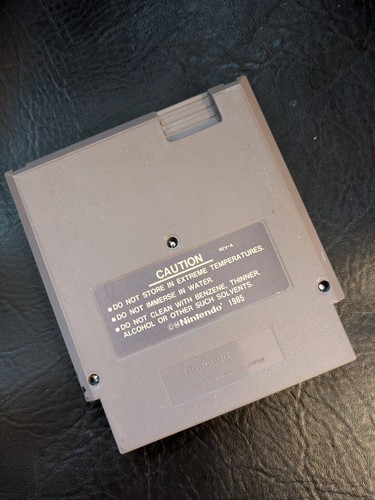 REV-A
CAUTION
•DO NOT STORE IN EXTREME TEMPERATURES.
•DO NOT IMMERSE IN WATER.
•DO NOT CLEAN WITH BENZENE, THINNER,
ALCOHOL OR OTHER SUCH SOLVENTS.
©Ⓜ Nintendo® 1985
JAPAN